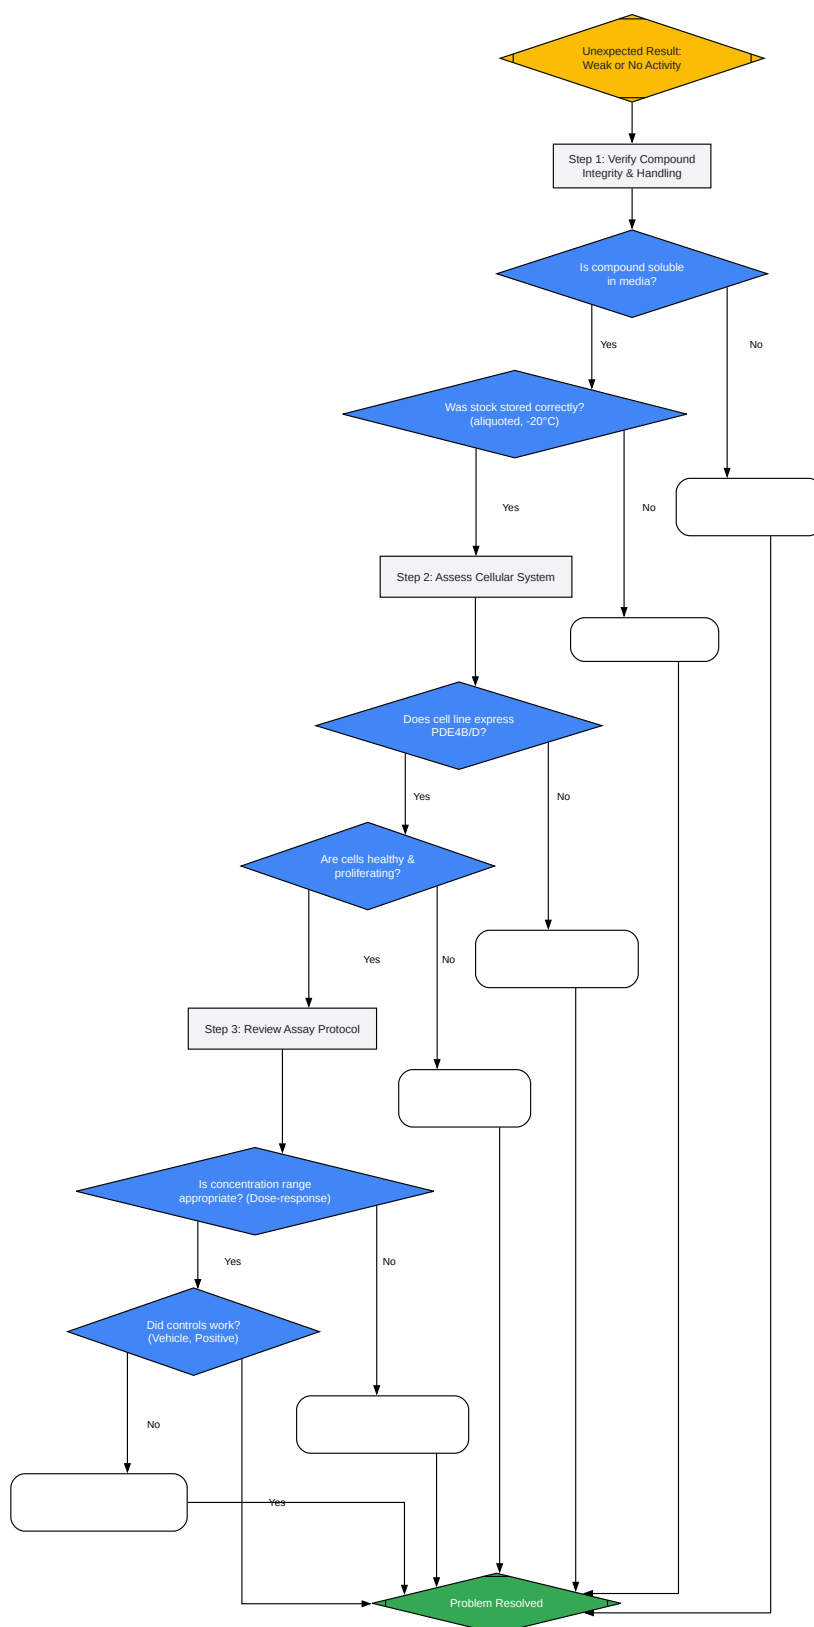 Unexpected Result:
Weak or No Activity
Step 1: Verify Compound
Integrity & Handling
Is compound soluble
in media?
Yes
No
Was stock stored correctly?
(aliquoted, -20°C)
Yes
No
Step 2: Assess Cellular System
Does cell line express
PDE4B/D?
Yes
No
Are cells healthy &
proliferating?
Yes
No
Step 3: Review Assay Protocol
Is concentration range
appropriate? (Dose-response)
Yes
No
Did controls work?
(Vehicle, Positive)
No
Yes
Problem Resolved